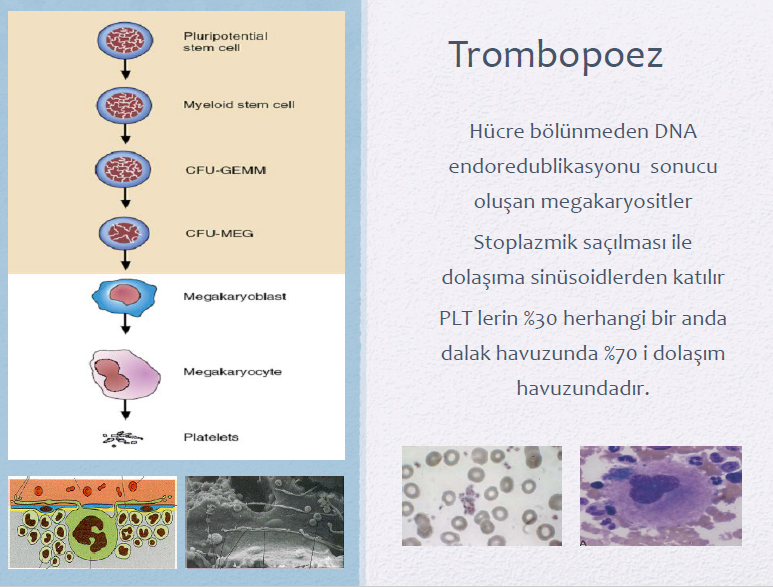 Pluripotential
stem cell
Myeloid stem cell
CFU-GEMM
CFU-MEG
Megakaryoblast
Megakaryocyte
Platelets
Trombopoez
Hücre bölünmeden DNA
endoredublikasyonu sonucu
oluşan megakaryositler
Stoplazmik saçılması ile
dolaşıma sinüsoidlerden katılır
PLT lerin %30 herhangi bir anda
dalak havuzunda %70 i dolaşım
havuzundadır.
A